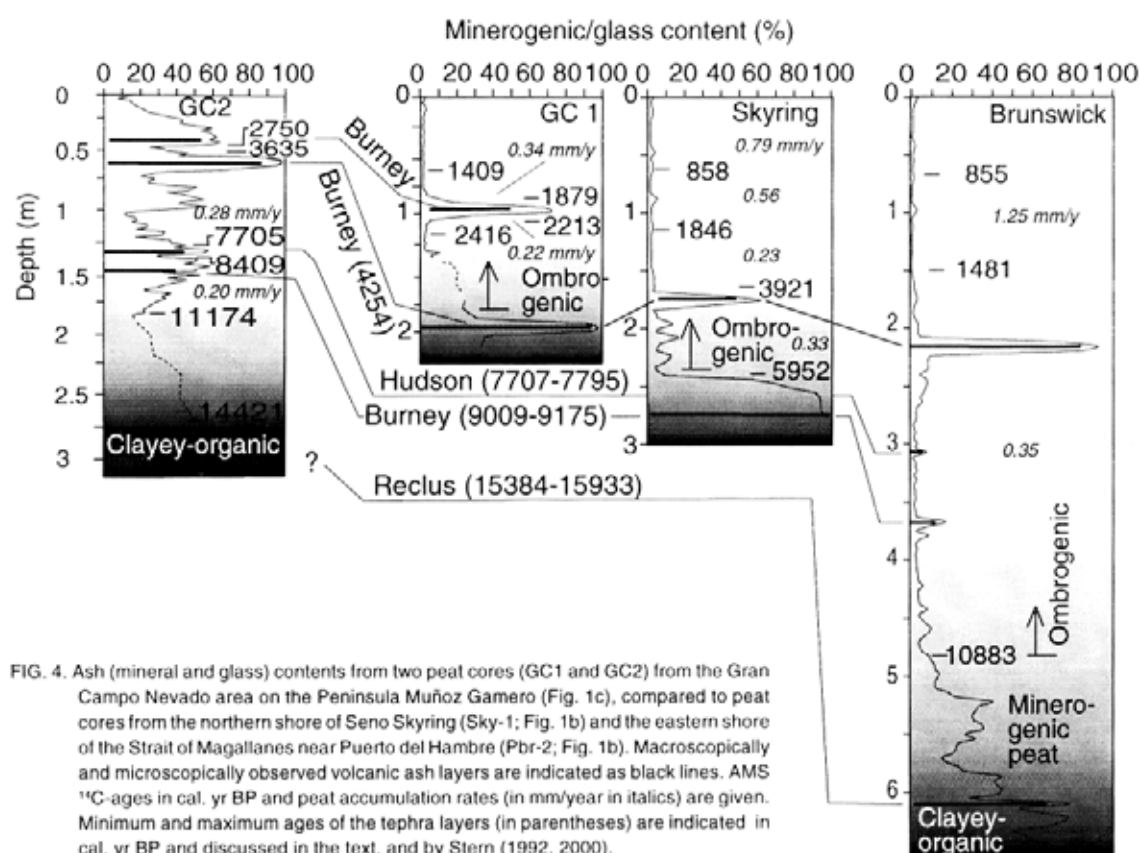 Minerogenic/glass content (%)
0 20 40 60 80 100
0 20 40 60 80 100
0 20 40 60 80 100
0 20 40 60 80 100
Depth (m)
0
0.5
1
1.5
2
2.5
3
GC2
2750
3635
0.28 mm/y
7705
8409
0.20 mm/y
11174
14421
Clayey-organic
Burney
Burney (4254)
Hudson (7707-7795)
Burney (9009-9175)
?
Reclus (15384-15933)
0
1
2
GC 1
0.34 mm/y
1409
1879
2213
2416
0.22 mm/y
Ombro
genic
0
1
2
3
Skyring
0.79 mm/y
858
0.56
1846
0.23
3921
Ombro-
genic
0.33
5952
0
1
2
3
4
5
6
Brunswick
855
1.25 mm/y
1481
0.35
Ombrogenic
10883
Minero-
genic
peat
Clayey-
organic
FIG. 4. Ash (mineral and glass) contents from two peat cores (GC1 and GC2) from the Gran
Campo Nevado area on the Peninsula Muñoz Gamero (Fig. 1c), compared to peat
cores from the northern shore of Seno Skyring (Sky-1; Fig. 1b) and the eastern shore
of the Strait of Magallanes near Puerto del Hambre (Pbr-2; Fig. 1b). Macroscopically
and microscopically observed volcanic ash layers are indicated as black lines. AMS
¹⁴C-ages in cal. yr BP and peat accumulation rates (in mm/year in italics) are given.
Minimum and maximum ages of the tephra layers (in parentheses) are indicated in
cal. yr BP and discussed in the text, and by Stern (1992, 2000).